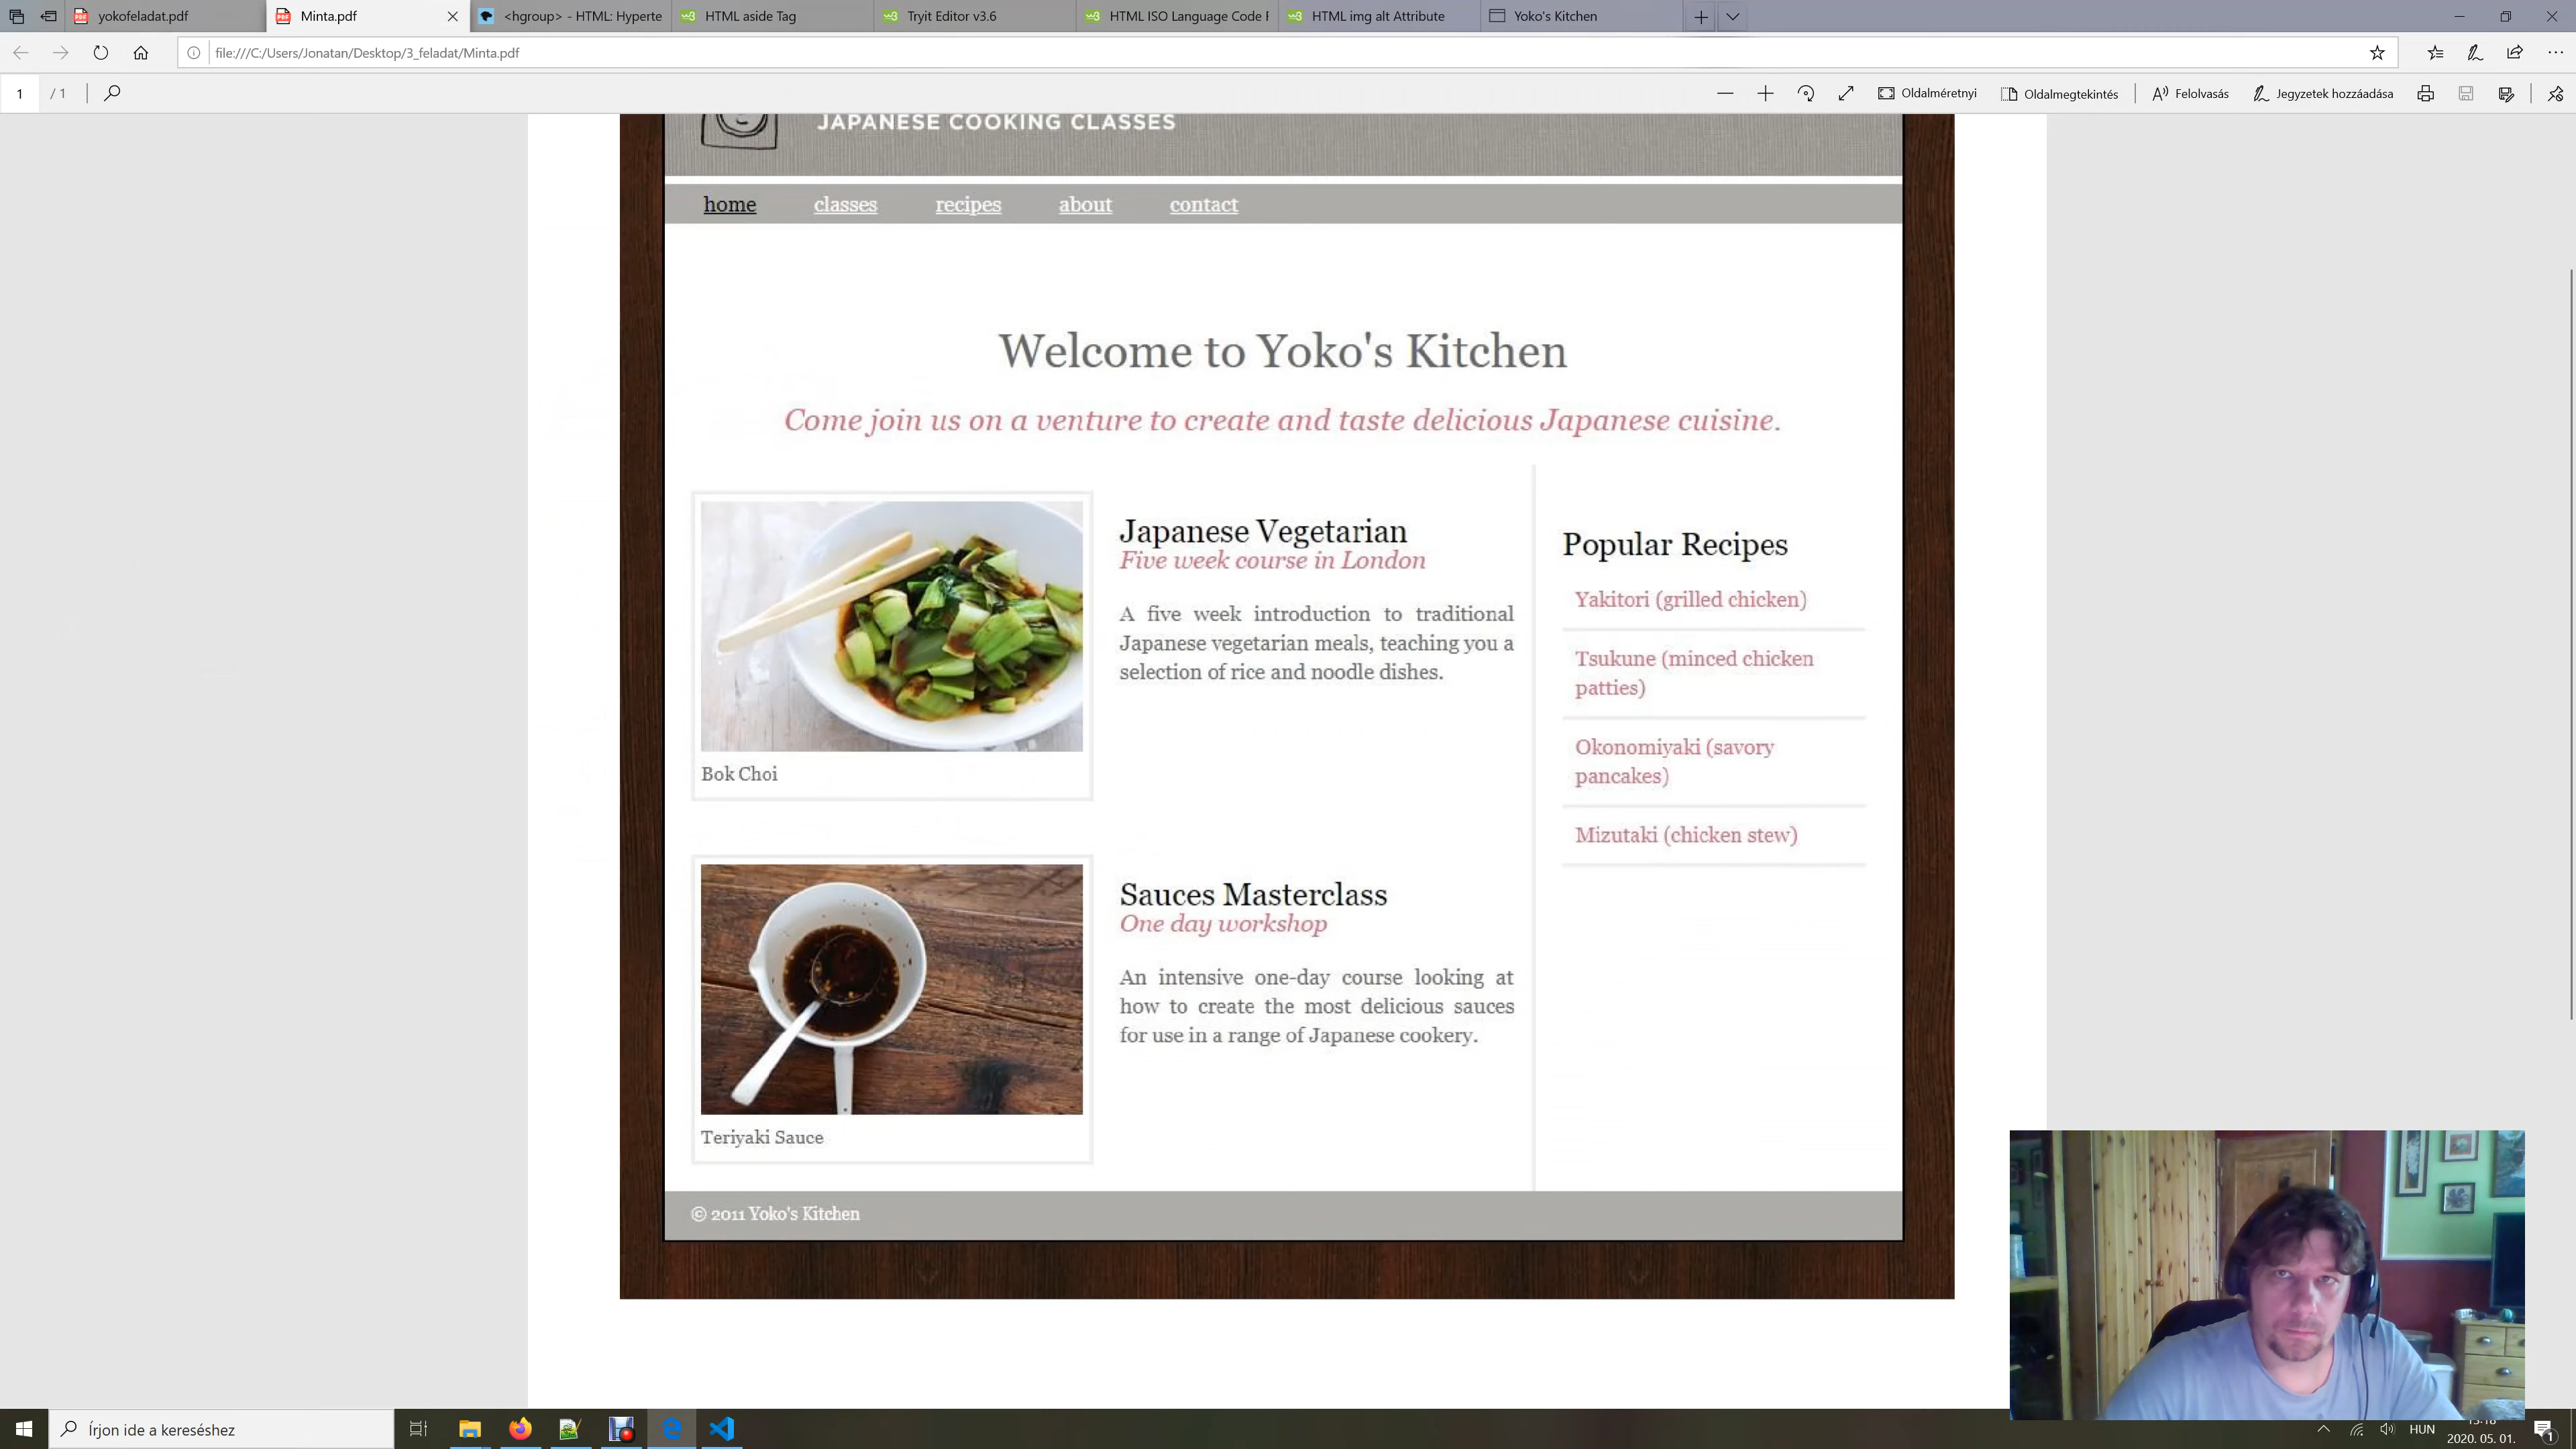 yokofeladat.pdf
Minta.pdf
<hgroup> - HTML: Hyperte
HTML aside Tag
Tryit Editor v3.6
HTML ISO Language Code R
HTML img alt Attribute
Yoko's Kitchen
file:///C:/Users/Jonatan/Desktop/3_feladat/Minta.pdf
1 / 1
Oldalméretnyi
Oldalmegtekintés
Felolvasás
Jegyzetek hozzáadása
JAPANESE COOKING CLASSES
home classes recipes about contact
Welcome to Yoko's Kitchen
Come join us on a venture to create and taste delicious Japanese cuisine.
Japanese Vegetarian
Five week course in London
A five week introduction to traditional
Japanese vegetarian meals, teaching you a
selection of rice and noodle dishes.
Bok Choi
Sauces Masterclass
One day workshop
An intensive one-day course looking at
how to create the most delicious sauces
for use in a range of Japanese cookery.
Teriyaki Sauce
Popular Recipes
Yakitori (grilled chicken)
Tsukune (minced chicken
patties)
Okonomiyaki (savory
pancakes)
Mizutaki (chicken stew)
© 2011 Yoko's Kitchen
Írjon ide a kereséshez
HUN
2020. 05. 01.
1